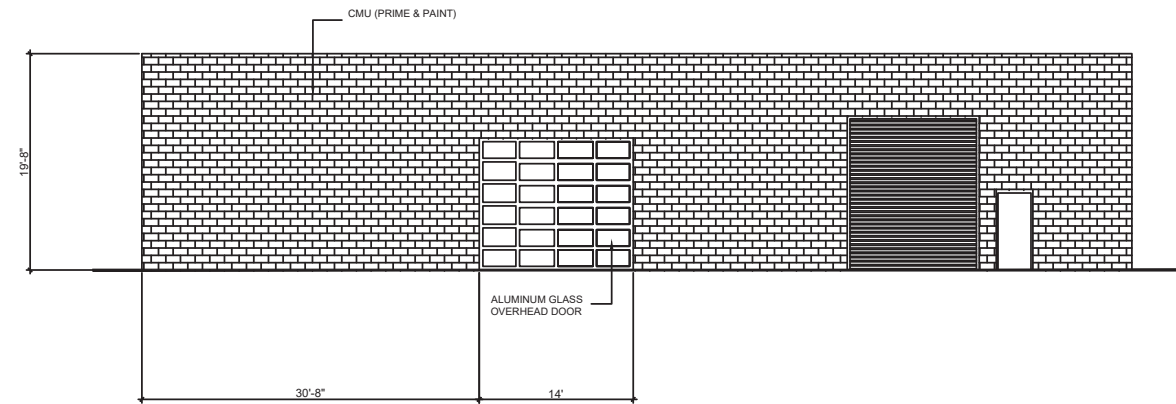 CMU (PRIME & PAINT)
19'-8"
ALUMINUM GLASS
OVERHEAD DOOR
30'-8"
14'